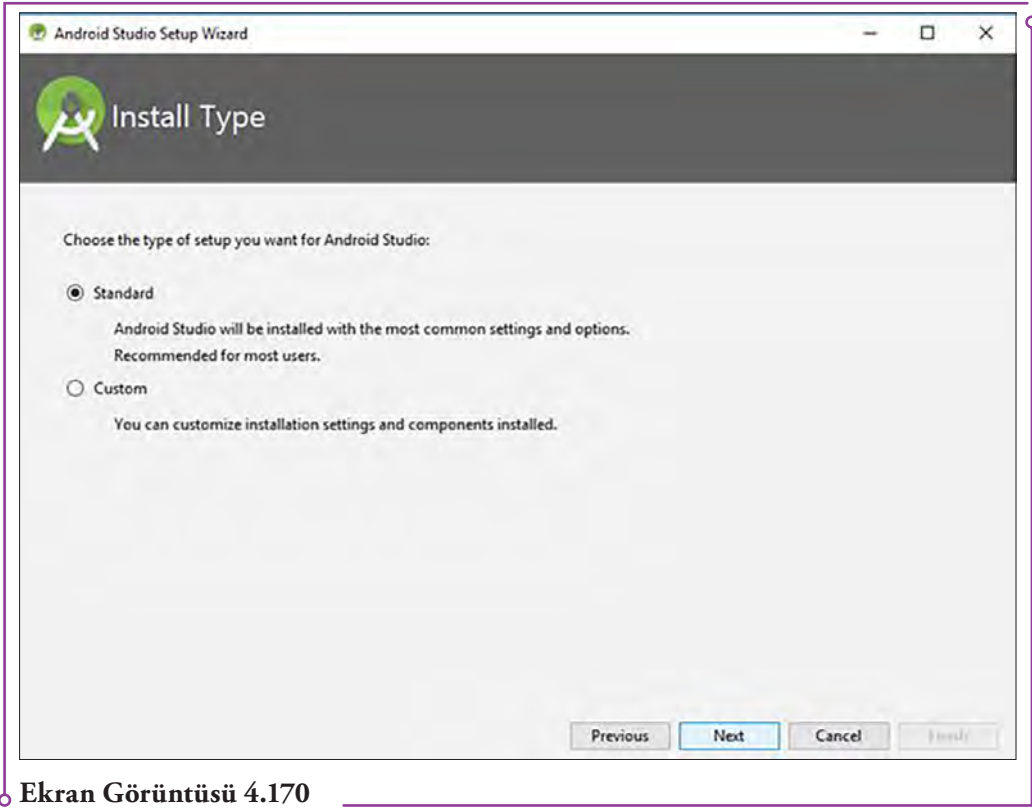 Android Studio Setup Wizard
Install Type
Choose the type of setup you want for Android Studio:
Standard
Android Studio will be installed with the most common settings and options.
Recommended for most users.
Custom
You can customize installation settings and components installed.
Previous Next Cancel Finish
Ekran Görüntüsü 4.170